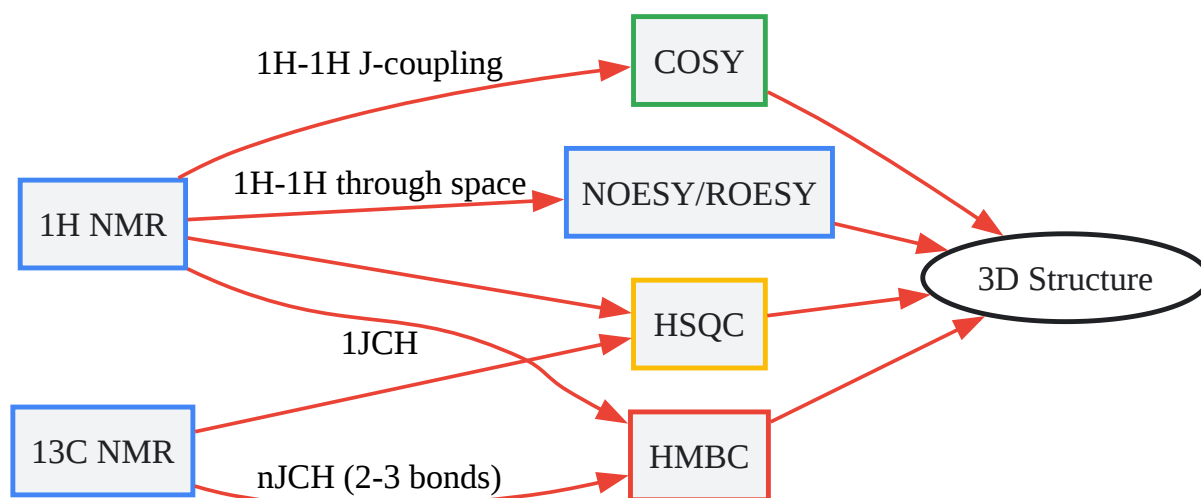 1H-1H J-coupling
COSY
1H-1H through space
NOESY/ROESY
1H NMR
3D Structure
HSQC
1JCH
13C NMR
HMBC
nJCH (2-3 bonds)